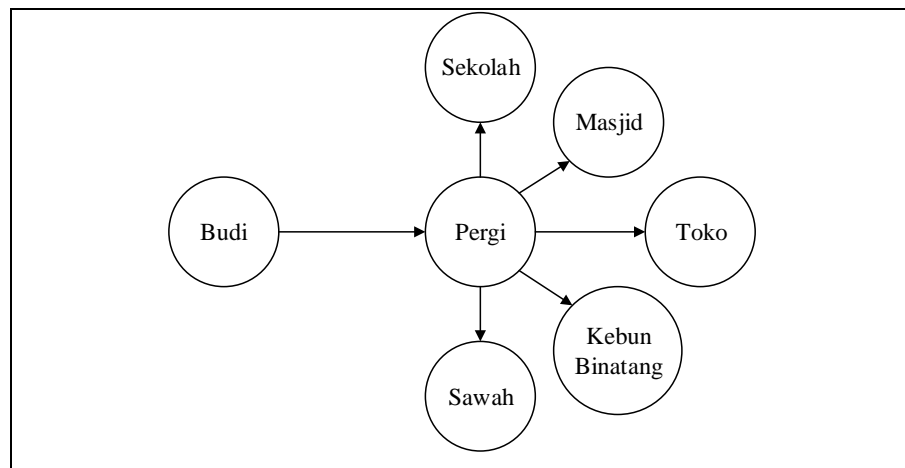 Sekolah
Masjid
Budi
Pergi
Toko
Kebun
Binatang
Sawah